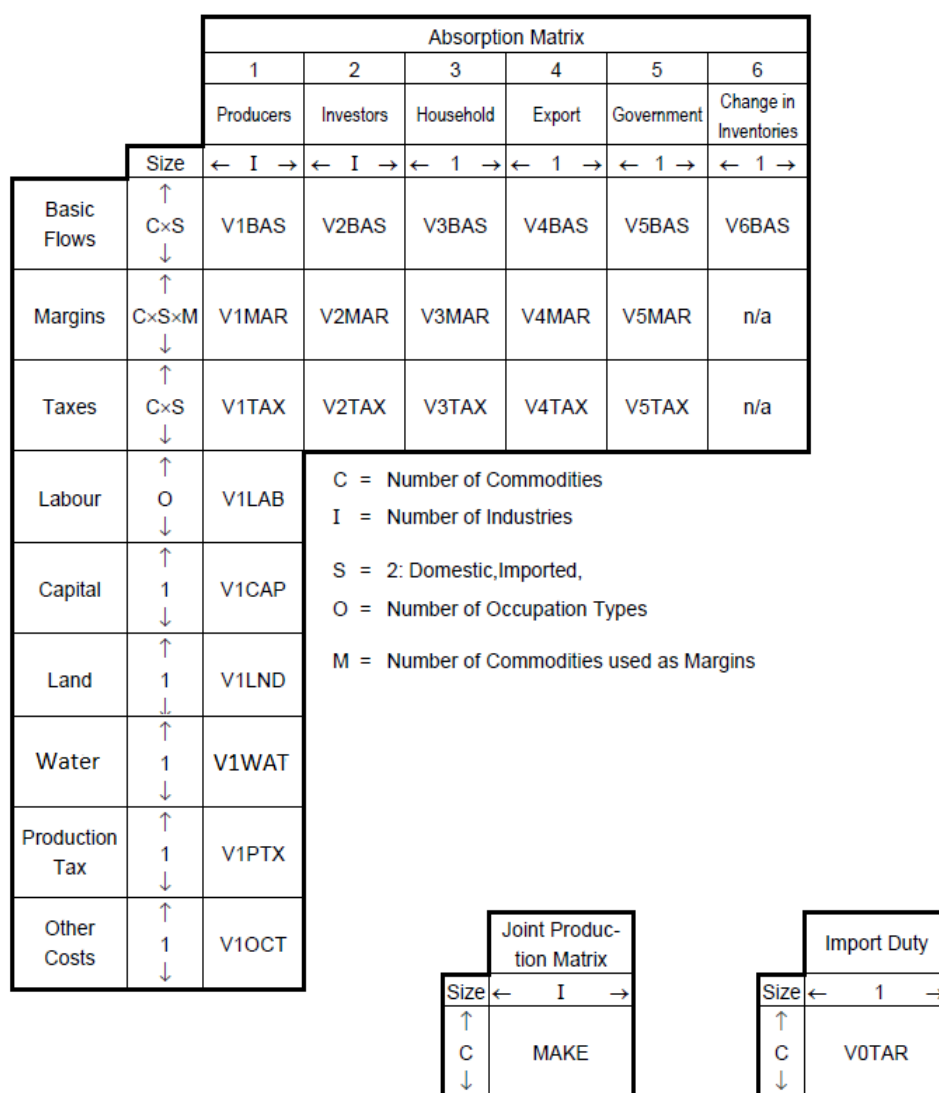 Absorption Matrix
1 2 3 4 5 6
Producers Investors Household Export Government Change in
Inventories
Size ← I → ← I → ← 1 → ← 1 → ← 1 → ← 1 →
Basic
Flows
↑
C×S
↓
V1BAS V2BAS V3BAS V4BAS V5BAS V6BAS
Margins
↑
C×S×M
↓
V1MAR V2MAR V3MAR V4MAR V5MAR n/a
Taxes
↑
C×S
↓
V1TAX V2TAX V3TAX V4TAX V5TAX n/a
Labour
↑
O
↓
V1LAB
C = Number of Commodities
I = Number of Industries
Capital
↑
1
↓
V1CAP
S = 2: Domestic,Imported,
O = Number of Occupation Types
Land
↑
1
↓
V1LND
M = Number of Commodities used as Margins
Water
↑
1
↓
V1WAT
Production
Tax
↑
1
↓
V1PTX
Other
Costs
↑
1
↓
V1OCT
Joint Produc-
tion Matrix
Size ← I →
↑
C
↓
MAKE
Import Duty
Size ← 1 →
↑
C
↓
V0TAR